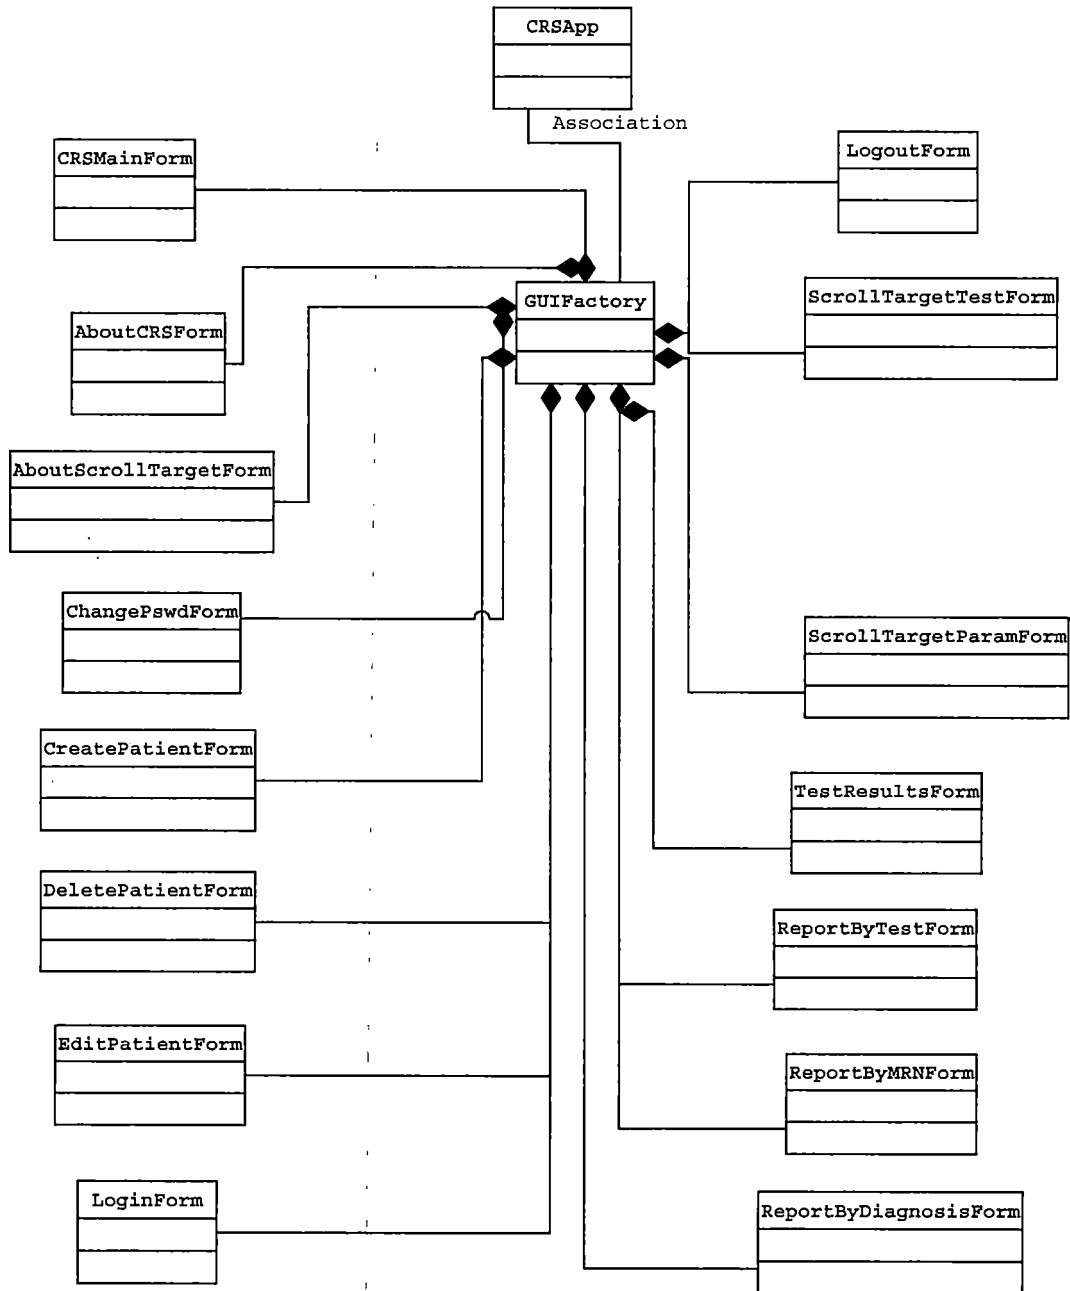 CRSApp
Association
CRSMainForm
LogoutForm
GUIFactory
ScrollTargetTestForm
AboutCRSForm
AboutScrollTargetForm
ChangePswdForm
ScrollTargetParamForm
CreatePatientForm
TestResultsForm
DeletePatientForm
ReportByTestForm
EditPatientForm
ReportByMRNForm
LoginForm
ReportByDiagnosisForm